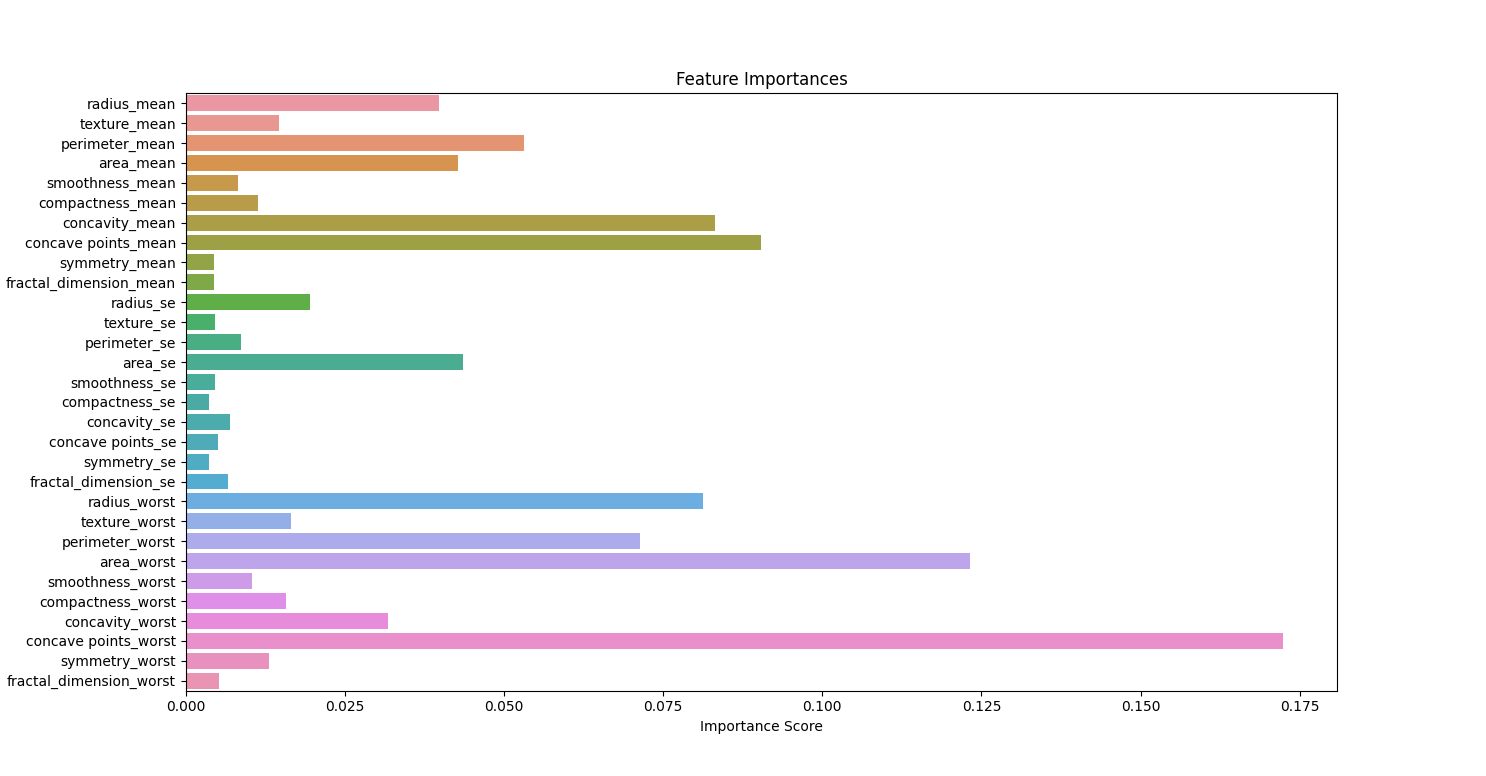 Feature Importances
radius_mean
texture_mean
perimeter_mean
area_mean
smoothness_mean
compactness_mean
concavity_mean
concave points_mean
symmetry_mean
fractal_dimension_mean
radius_se
texture_se
perimeter_se
area_se
smoothness_se
compactness_se
concavity_se
concave points_se
symmetry_se
fractal_dimension_se
radius_worst
texture_worst
perimeter_worst
area_worst
smoothness_worst
compactness_worst
concavity_worst
concave points_worst
symmetry_worst
fractal_dimension_worst
0.000 0.025 0.050 0.075 0.100 0.125 0.150 0.175
Importance Score